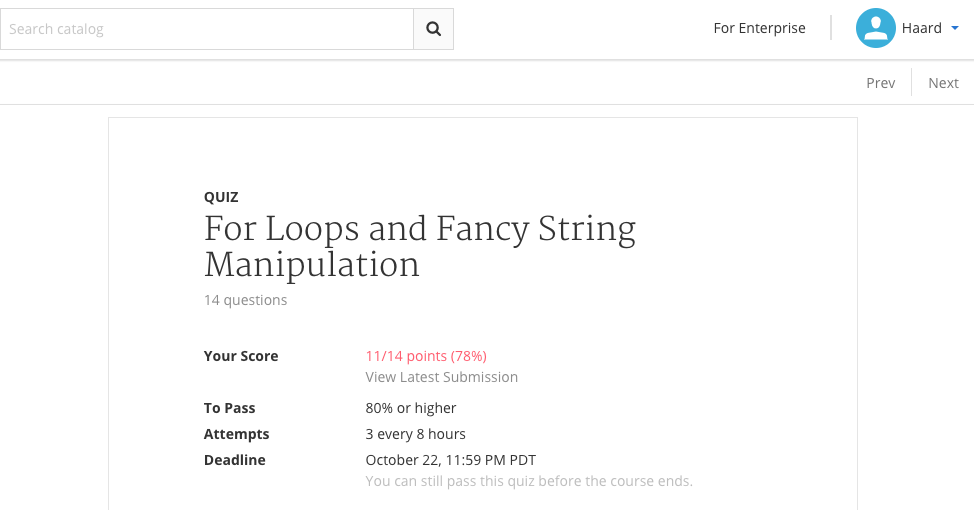 Search catalog
For Enterprise
Haard
Prev
Next
QUIZ
For Loops and Fancy String
Manipulation
14 questions
Your Score
11/14 points (78%)
View Latest Submission
To Pass
80% or higher
Attempts
3 every 8 hours
Deadline
October 22, 11:59 PM PDT
You can still pass this quiz before the course ends.